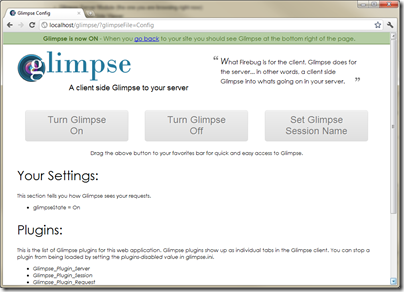 Glimpse Config
localhost/glimpse/?glimpseFile=Config
Glimpse is now ON - When you go back to your site you should see Glimpse at the bottom right of the page.
glimpse
A client side Glimpse to your server
“ What Firebug is for the client, Glimpse does for
the server... in other words, a client side
Glimpse into whats going on in your server. ”
Turn Glimpse
On
Turn Glimpse
Off
Set Glimpse
Session Name
Drag the above button to your favorites bar for quick and easy access to Glimpse.
Your Settings:
This section tells you how Glimpse sees your requests.
• glimpseState = On
Plugins:
This is the list of Glimpse plugins for this web application. Glimpse plugins show up as individual tabs in the Glimpse client. You can stop a
plugin from being loaded by setting the plugins-disabled value in glimpse.ini.
• Glimpse_Plugin_Server
• Glimpse_Plugin_Session
• Glimpse_Plugin_Request